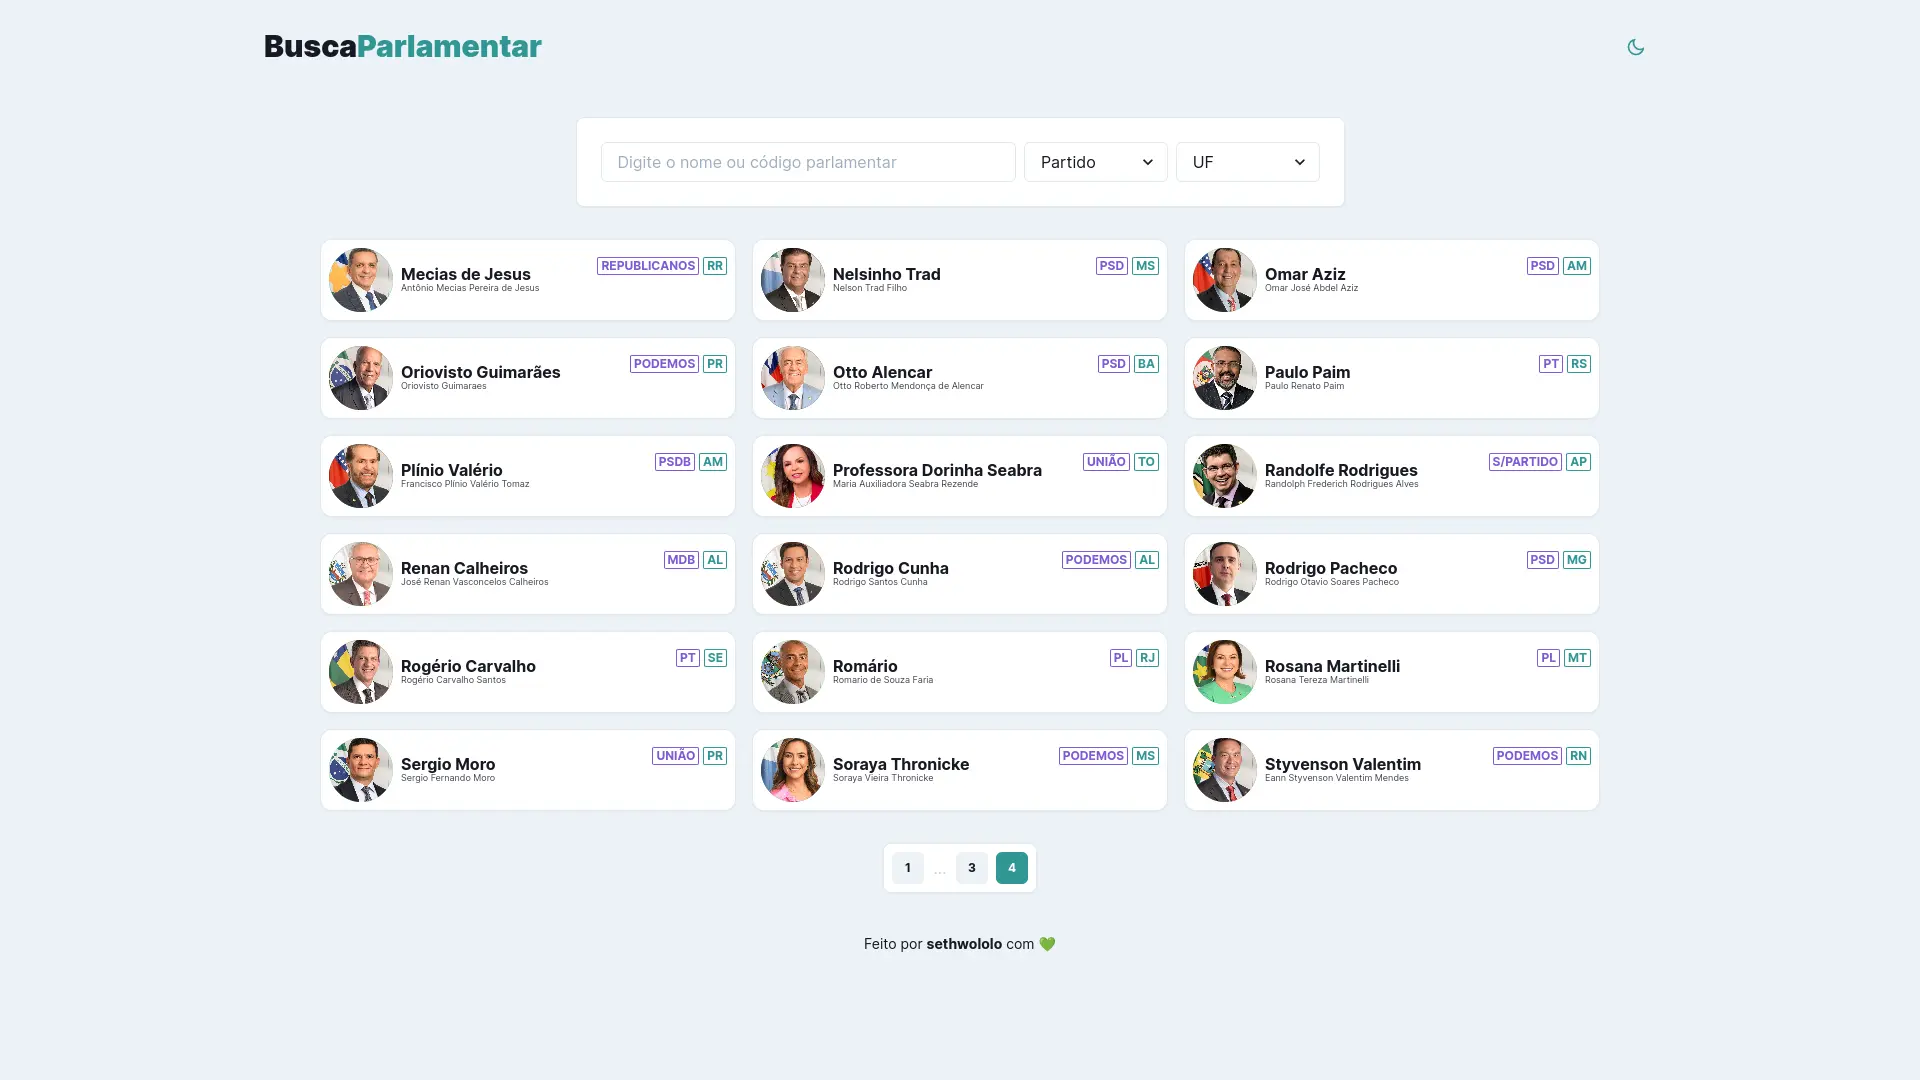 BuscaParlamentar
Digite o nome ou código parlamentar
Partido
UF
Mecias de Jesus
Antônio Mecias Pereira de Jesus
REPUBLICANOS RR
Nelsinho Trad
Nelson Trad Filho
PSD MS
Omar Aziz
Omar José Abdel Aziz
PSD AM
Oriovisto Guimarães
Oriovisto Guimaraes
PODEMOS PR
Otto Alencar
Otto Roberto Mendonça de Alencar
PSD BA
Paulo Paim
Paulo Renato Paim
PT RS
Plínio Valério
Francisco Plínio Valério Tomaz
PSDB AM
Professora Dorinha Seabra
Maria Auxiliadora Seabra Rezende
UNIÃO TO
Randolfe Rodrigues
Randolph Frederich Rodrigues Alves
S/PARTIDO AP
Renan Calheiros
José Renan Vasconcelos Calheiros
MDB AL
Rodrigo Cunha
Rodrigo Santos Cunha
PODEMOS AL
Rodrigo Pacheco
Rodrigo Otavio Soares Pacheco
PSD MG
Rogério Carvalho
Rogério Carvalho Santos
PT SE
Romário
Romario de Souza Faria
PL RJ
Rosana Martinelli
Rosana Tereza Martinelli
PL MT
Sergio Moro
Sergio Fernando Moro
UNIÃO PR
Soraya Thronicke
Soraya Vieira Thronicke
PODEMOS MS
Styvenson Valentim
Eann Styvenson Valentim Mendes
PODEMOS RN
1 ... 3 4
Feito por sethwololo com 💚